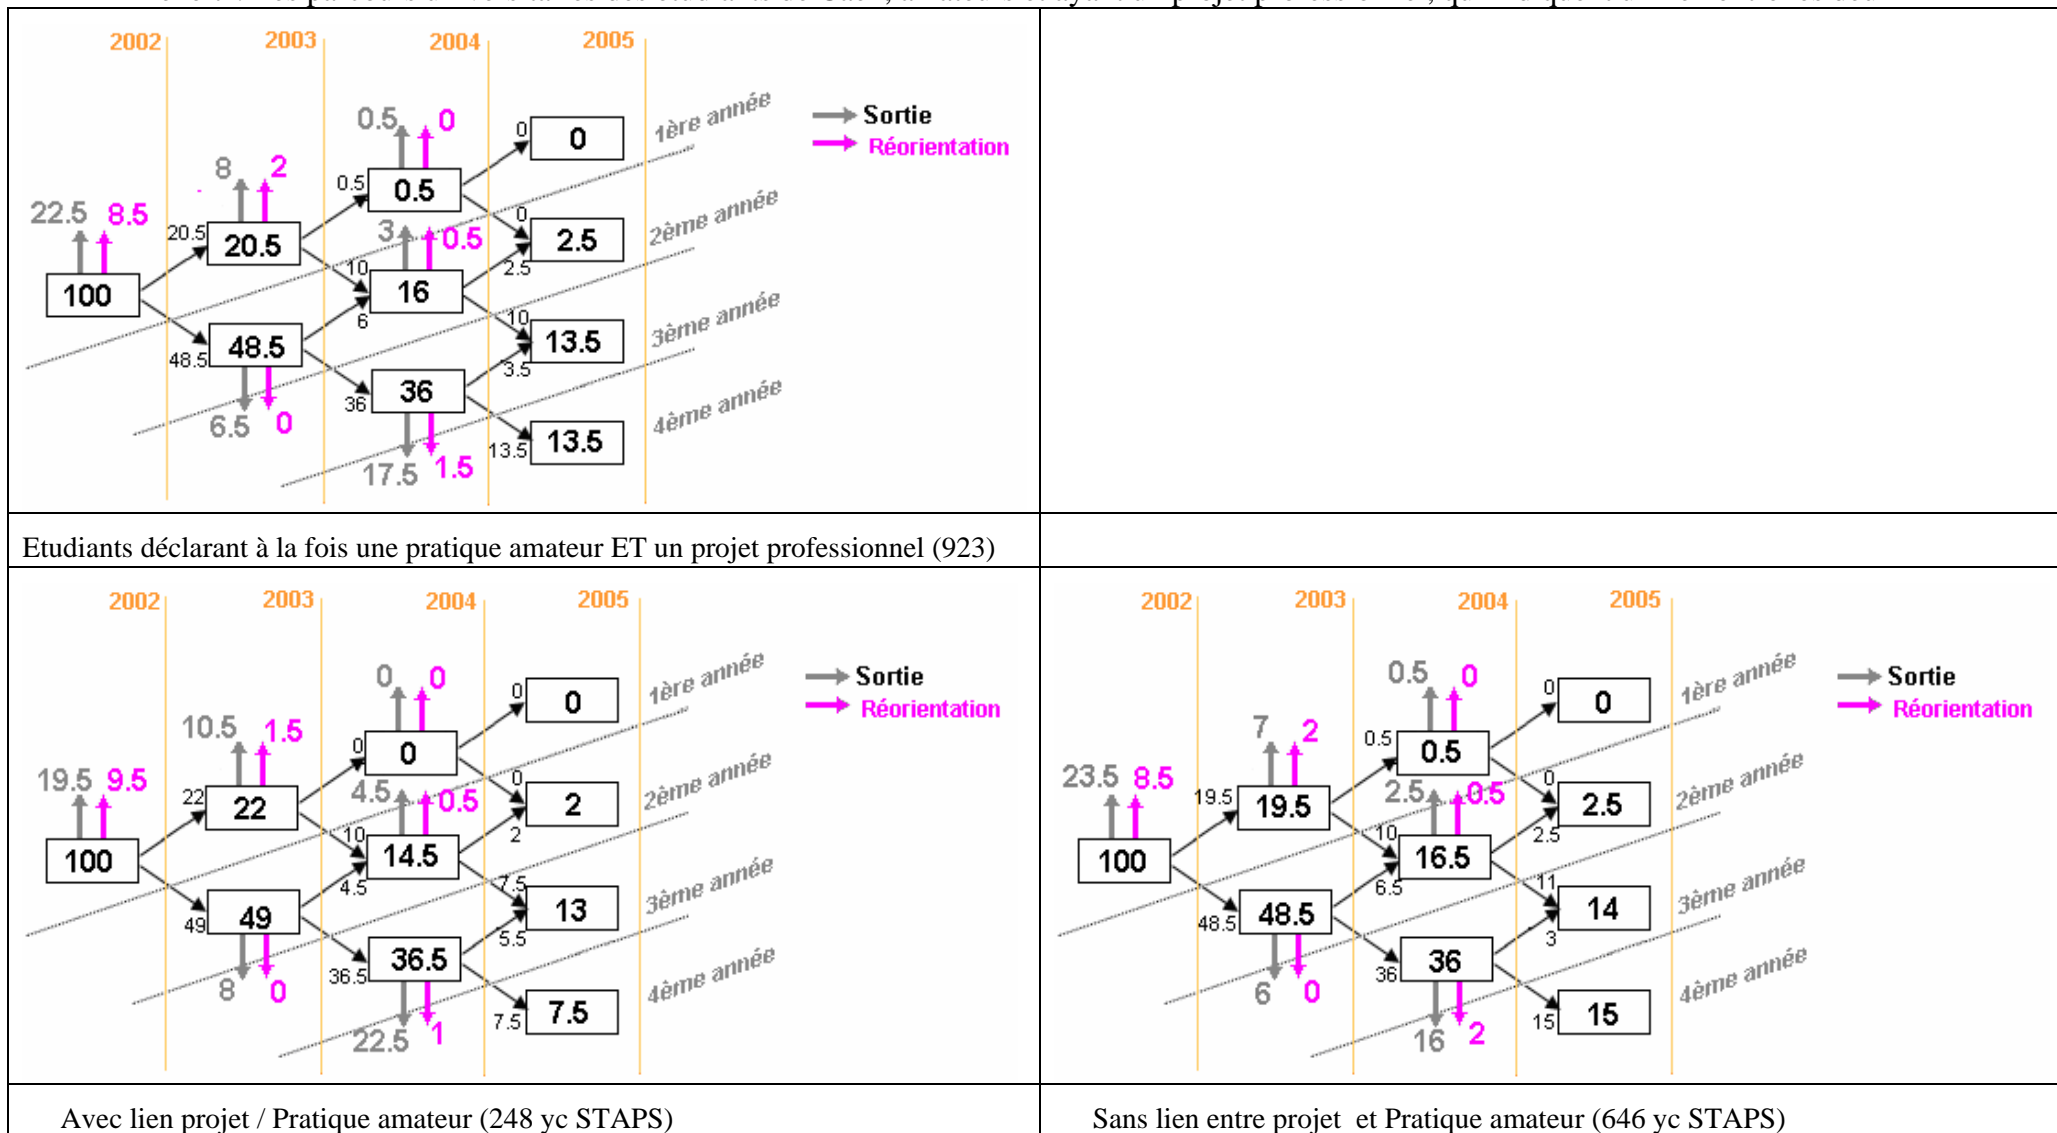 2002 2003 2004 2005
0.5 0 0 0 1ère année
Sortie
Réorientation
8 2 0.5 0.5
22.5 8.5 20.5 20.5 3 0.5 0 2.5 2ème année
100 10 16 2.5
48.5 48.5 6 10 13.5 3ème année
6.5 0 36 36 3.5
17.5 1.5 13.5 13.5 4ème année
Etudiants déclarant à la fois une pratique amateur ET un projet professionnel (923)
2002 2003 2004 2005
0 0 0 0 1ère année
Sortie
Réorientation
10.5 1.5 0 0
19.5 9.5 22 22 4.5 0.5 0 2 2ème année
100 10 14.5 2
49 49 4.5 7.5 13 3ème année
8 0 36.5 36.5 5.5
22.5 1 7.5 7.5 4ème année
2002 2003 2004 2005
0.5 0 0 0 1ère année
Sortie
Réorientation
7 2 0.5 0.5
23.5 8.5 19.5 19.5 2.5 0.5 0 2.5 2ème année
100 10 16.5 2.5
48.5 48.5 6.5 11 14 3ème année
6 0 36 36 3
16 2 15 15 4ème année
Avec lien projet / Pratique amateur (248 yc STAPS)
Sans lien entre projet et Pratique amateur (646 yc STAPS)